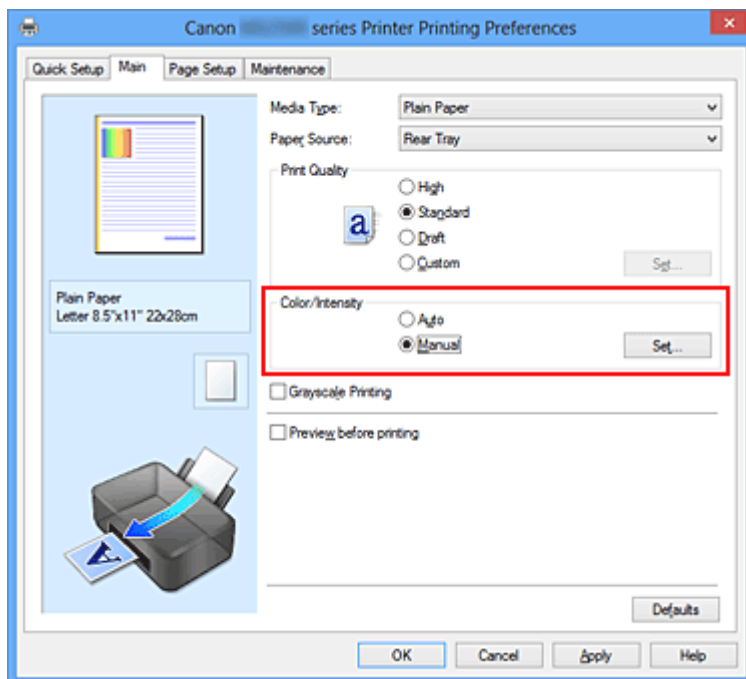 Canon series Printer Printing Preferences
Quick Setup Main Page Setup Maintenance
Media Type: Plain Paper
Paper Source: Rear Tray
Print Quality
High
a Standard
Draft
Custom Set...
Plain Paper
Letter 8.5"x11" 22x28cm
Color/Intensity
Auto
Manual Set...
Grayscale Printing
Preview before printing
A
Defaults
OK Cancel Apply Help